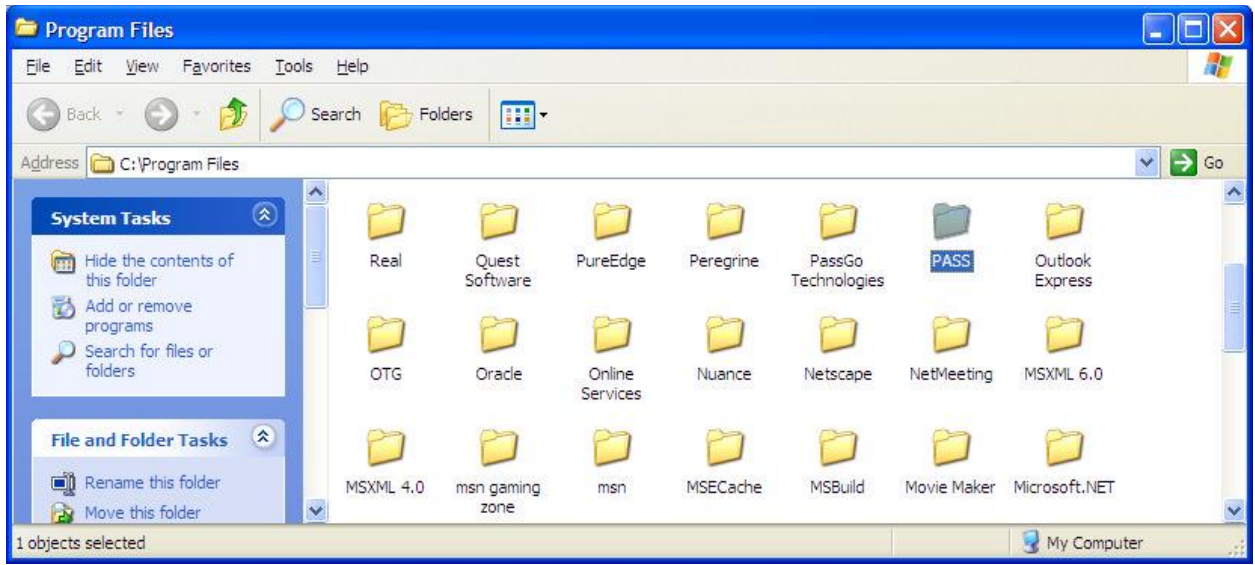 Program Files
File Edit View Favorites Tools Help
Back Search Folders
Address C:\Program Files Go
System Tasks
Hide the contents of
this folder
Add or remove
programs
Search for files or
folders
File and Folder Tasks
Rename this folder
Move this folder
Real Quest Software PureEdge Peregrine PassGo Technologies PASS Outlook Express
OTG Oracle Online Services Nuance Netscape NetMeeting MSXML 6.0
MSXML 4.0 msn gaming zone msn MSECache MSBuild Movie Maker Microsoft.NET
1 objects selected My Computer